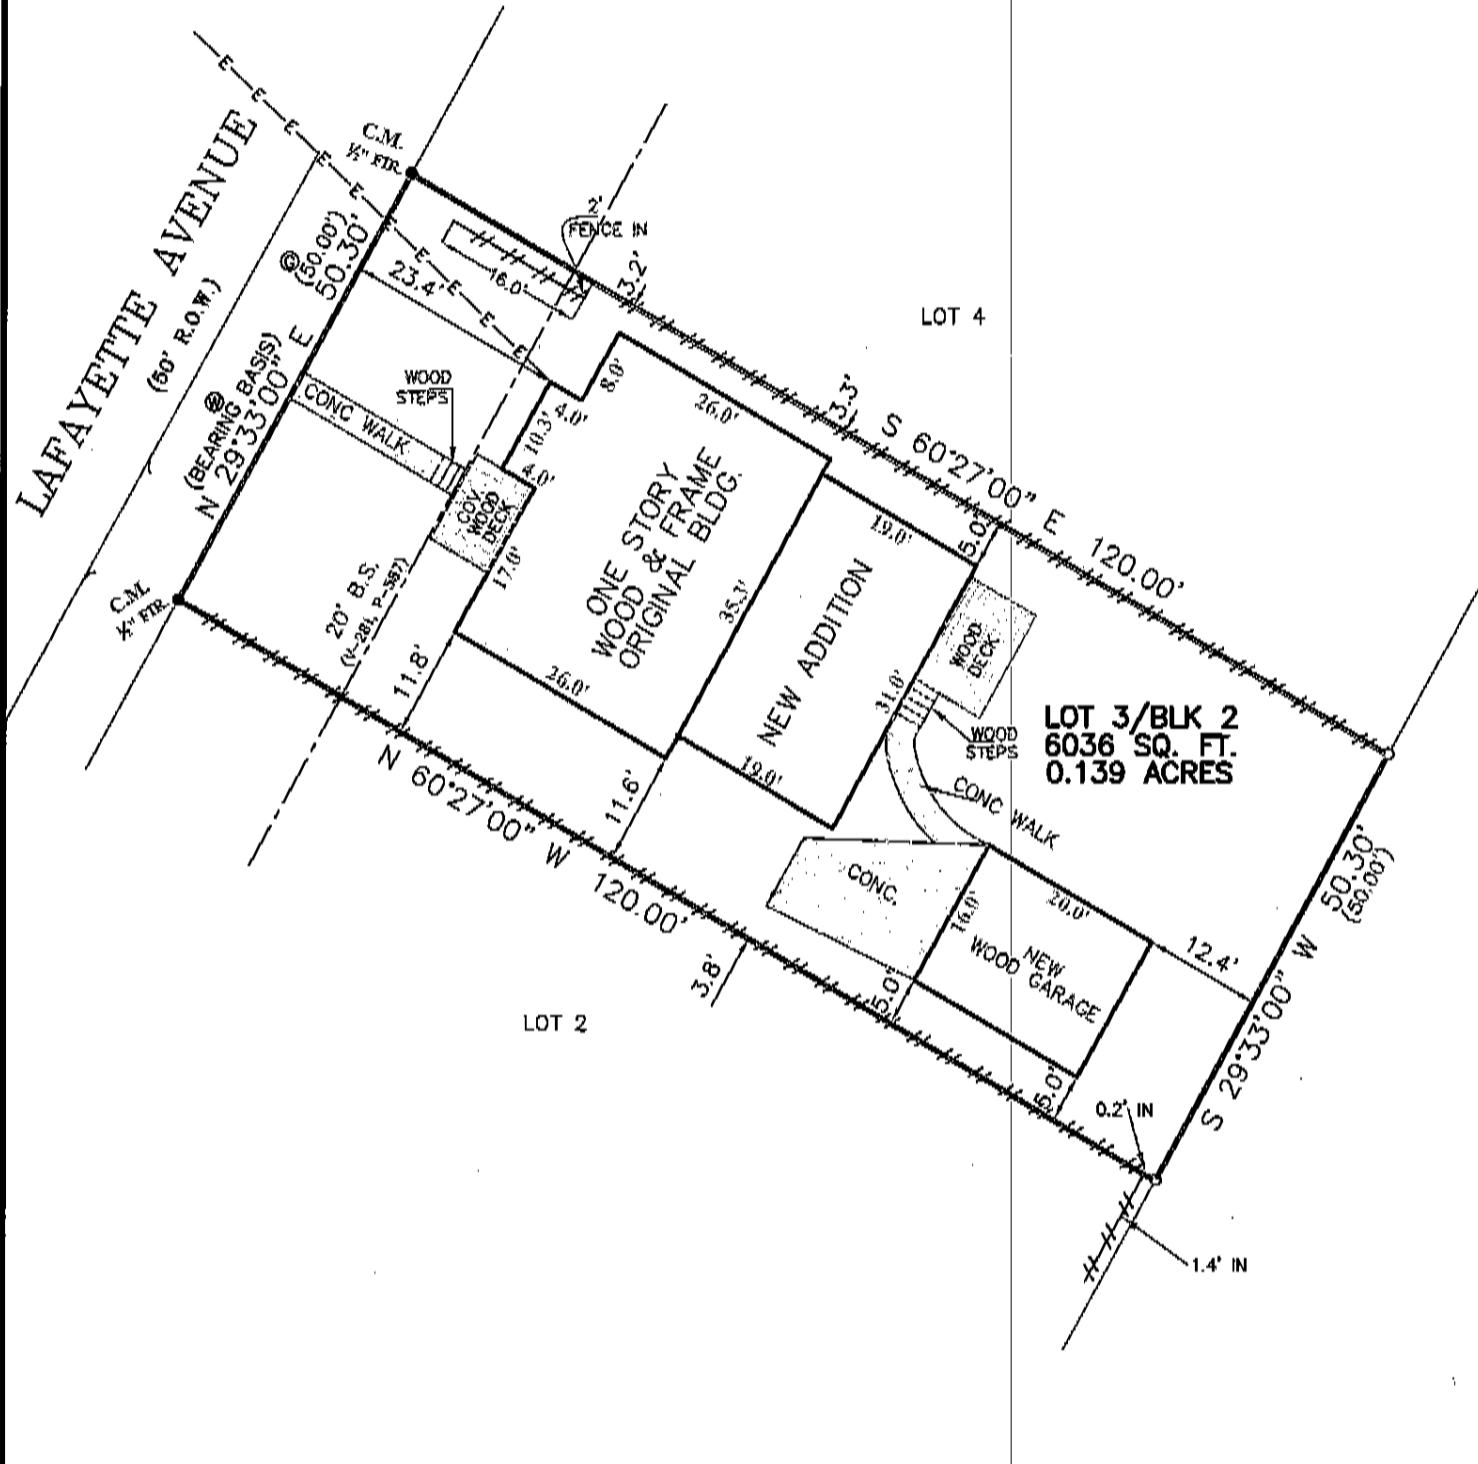 LAFAYETTE AVENUE
(60' R.O.W.)
C.M.
½" FIR.
(50.00')
50.30'
(BEARING BASIS)
N 29°33'00" E
E
E
E
E
E
E
E
E
E
E
E
23.4'
16.0'
2'
FENCE IN
3.2'
LOT 4
3.3'
S 60°27'00" E 120.00'
WOOD
STEPS
CONC WALK
8.0'
4.0'
10.3'
4.0'
26.0'
COV.
WOOD
DECK
17.0'
ONE STORY
WOOD & FRAME
ORIGINAL BLDG.
35.3'
26.0'
19.0'
5.0'
NEW ADDITION
31.0'
19.0'
WOOD
DECK
WOOD
STEPS
C.M.
½" FIR.
20' B.S.
(V-281, P-387)
11.8'
11.6'
LOT 3/BLK 2
6036 SQ. FT.
0.139 ACRES
CONC WALK
CONC.
N 60°27'00" W 120.00'
16.0'
20.0'
NEW
WOOD GARAGE
12.4'
50.30'
(50.00')
S 29°33'00" W
3.8'
5.0'
5.0'
LOT 2
0.2' IN
1.4' IN